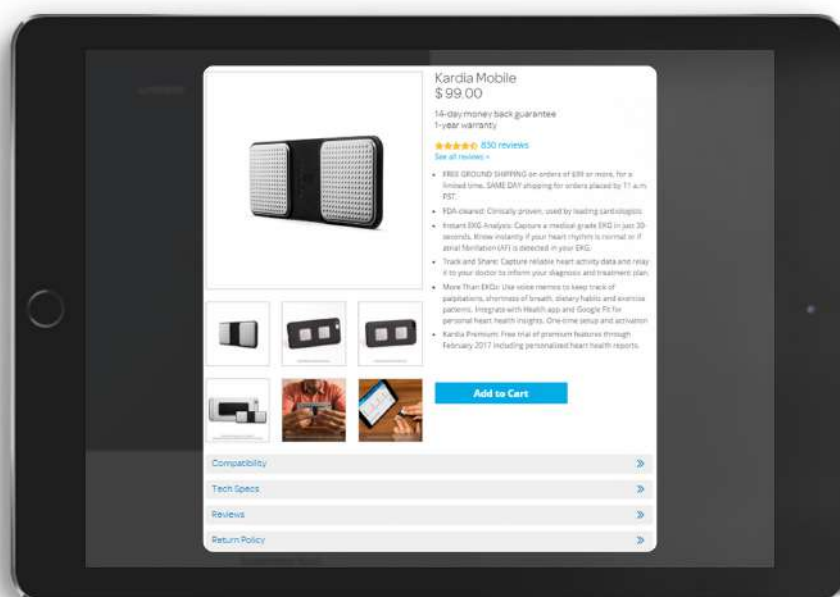 Kardia Mobile
$ 99.00
14-day money back guarantee
1-year warranty
830 reviews
See all reviews »
• FREE GROUND SHIPPING on orders of $99 or more, for a
limited time. SAME DAY shipping for orders placed by 11 a.m.
PST.
• FDA-cleared: Clinically proven, used by leading cardiologists
• Instant EKG Analysis: Capture a medical grade EKG in just 30-
seconds. Know instantly if your heart rhythm is normal or if
atrial fibrillation (AF) is detected in your EKG.
• Track and Share: Capture reliable heart activity data and relay
it to your doctor to inform your diagnosis and treatment plan.
• More Than EKGs: Use voice memos to keep track of
palpitations, shortness of breath, dietary habits and exercise
patterns. Integrate with Health app and Google Fit for
personal heart health insights. One-time setup and activation
• Kardia Premium: Free trial of premium features through
February 2017 including personalized heart health reports.
Add to Cart
Compatibility
Tech Specs
Reviews
Return Policy